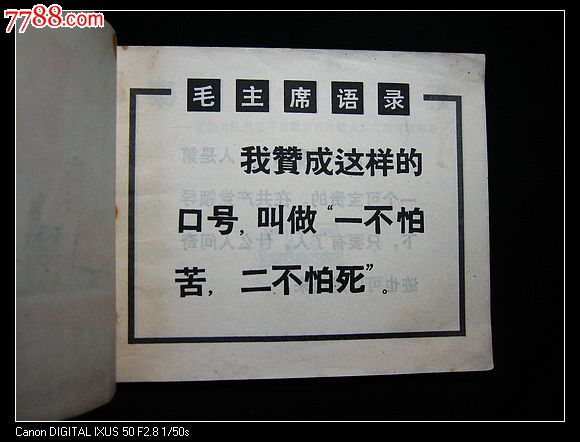 7788.com
毛主席语录
我赞成这样的
口号，叫做“一不怕
苦，二不怕死”。
Canon DIGITAL IXUS 50 F2.8 1/50s